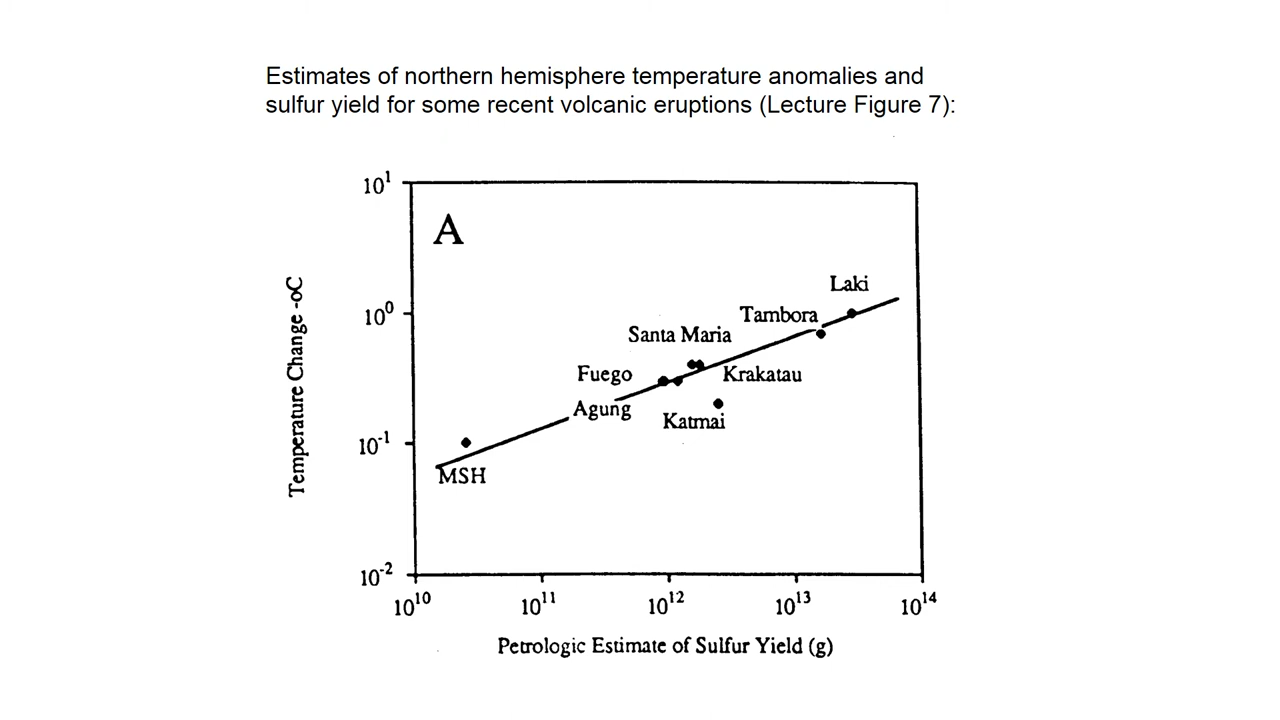 Estimates of northern hemisphere temperature anomalies and
sulfur yield for some recent volcanic eruptions (Lecture Figure 7):
10¹
A
Laki
10⁰
Tambora
Santa Maria
Fuego
Krakatau
Agung
Katmai
10⁻¹
MSH
10⁻²
Temperature Change -oC
10¹⁰
10¹¹
10¹²
10¹³
10¹⁴
Petrologic Estimate of Sulfur Yield (g)